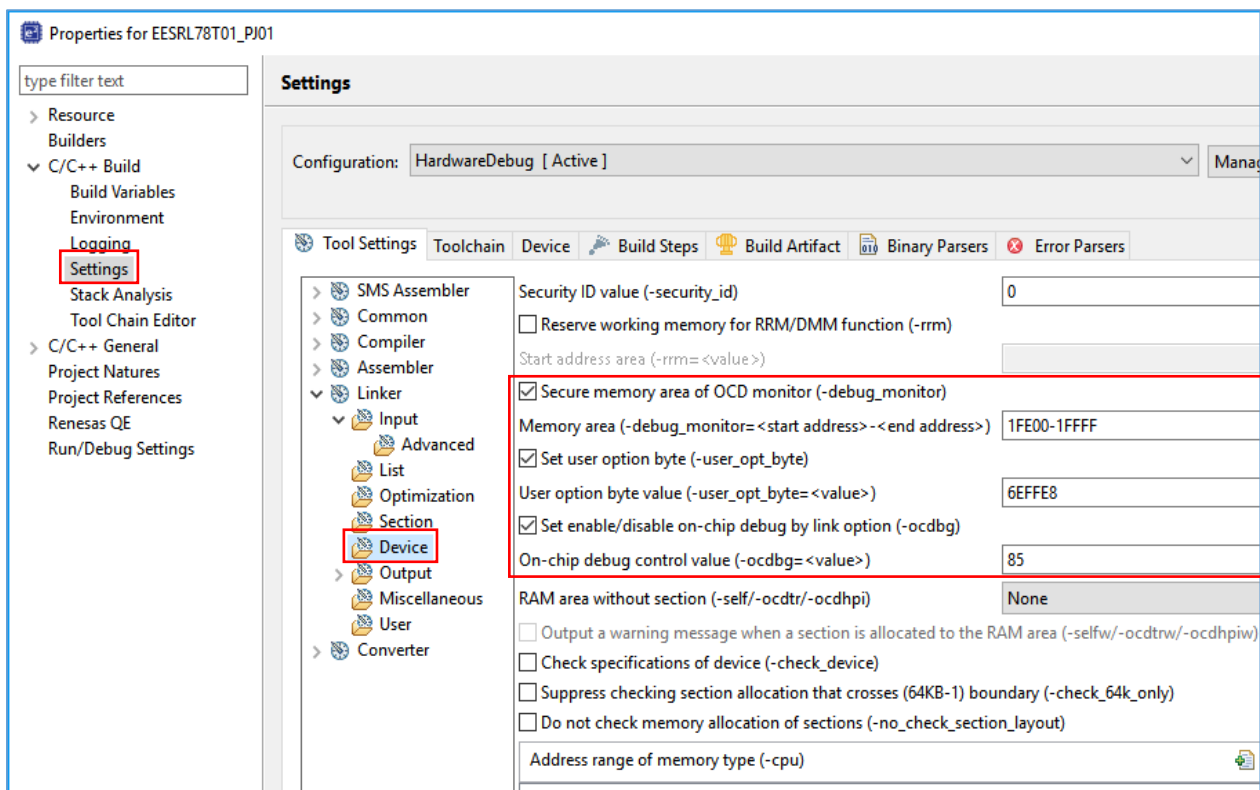 Properties for EESRL78T01_PJ01
type filter text
Resource
Builders
C/C++ Build
Build Variables
Environment
Logging
Settings
Stack Analysis
Tool Chain Editor
C/C++ General
Project Natures
Project References
Renesas QE
Run/Debug Settings
Settings
Configuration: HardwareDebug [ Active ] Manag
Tool Settings Toolchain Device Build Steps Build Artifact Binary Parsers Error Parsers
SMS Assembler
Common
Compiler
Assembler
Linker
Input
Advanced
List
Optimization
Section
Device
Output
Miscellaneous
User
Converter
Security ID value (-security_id) 0
Reserve working memory for RRM/DMM function (-rrm)
Start address area (-rrm=<value>)
Secure memory area of OCD monitor (-debug_monitor)
Memory area (-debug_monitor=<start address>-<end address>) 1FE00-1FFFF
Set user option byte (-user_opt_byte)
User option byte value (-user_opt_byte=<value>) 6EFFE8
Set enable/disable on-chip debug by link option (-ocdbg)
On-chip debug control value (-ocdbg=<value>) 85
RAM area without section (-self/-ocdtr/-ocdhpi) None
Output a warning message when a section is allocated to the RAM area (-selfw/-ocdtrw/-ocdhpiw)
Check specifications of device (-check_device)
Suppress checking section allocation that crosses (64KB-1) boundary (-check_64k_only)
Do not check memory allocation of sections (-no_check_section_layout)
Address range of memory type (-cpu)